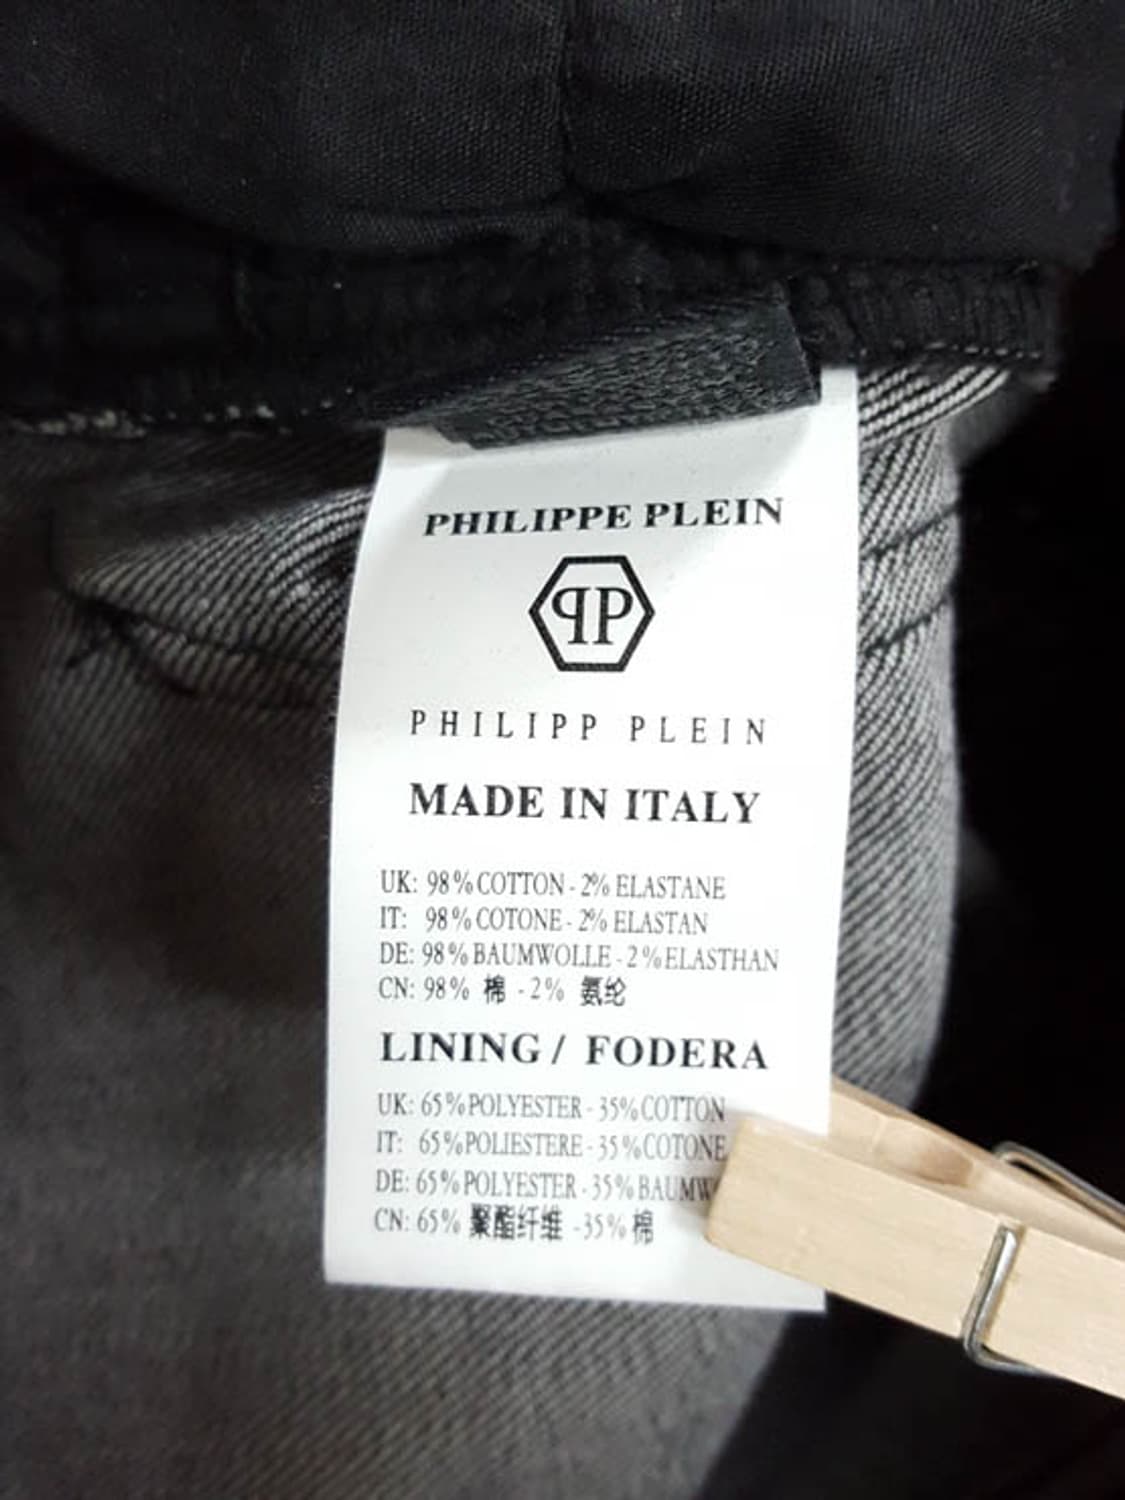 PHILIPPE PLEIN
PP
PHILIPP PLEIN
MADE IN ITALY
UK: 98% COTTON - 2% ELASTANE
IT: 98% COTONE - 2% ELASTAN
DE: 98% BAUMWOLLE - 2% ELASTHAN
CN: 98% 棉 - 2% 氨纶
LINING / FODERA
UK: 65% POLYESTER - 35% COTTON
IT: 65% POLIESTERE - 35% COTONE
DE: 65% POLYESTER - 35% BAUMW
CN: 65% 聚酯纤维 -35% 棉